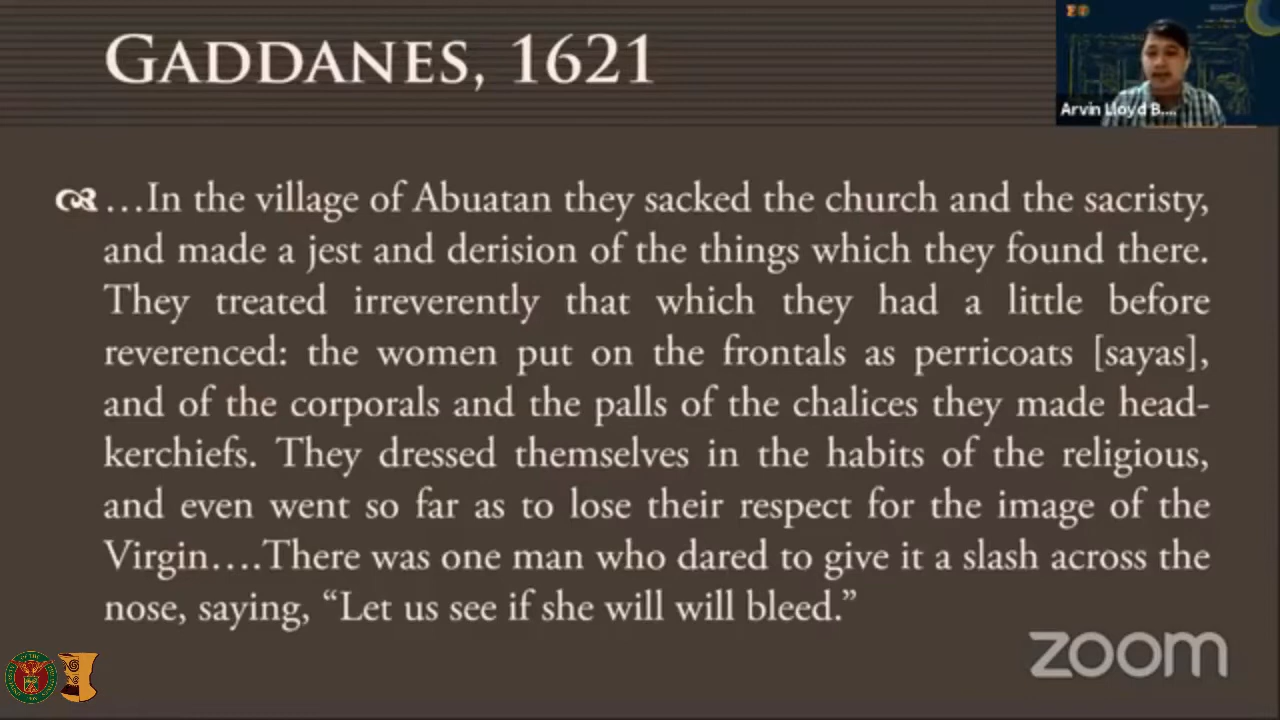 GADDANES, 1621
Arvin Lloyd B....
…In the village of Abuatan they sacked the church and the sacristy,
and made a jest and derision of the things which they found there.
They treated irreverently that which they had a little before
reverenced: the women put on the frontals as perricoats [sayas],
and of the corporals and the palls of the chalices they made head-
kerchiefs. They dressed themselves in the habits of the religious,
and even went so far as to lose their respect for the image of the
Virgin….There was one man who dared to give it a slash across the
nose, saying, “Let us see if she will will bleed.”
zoom